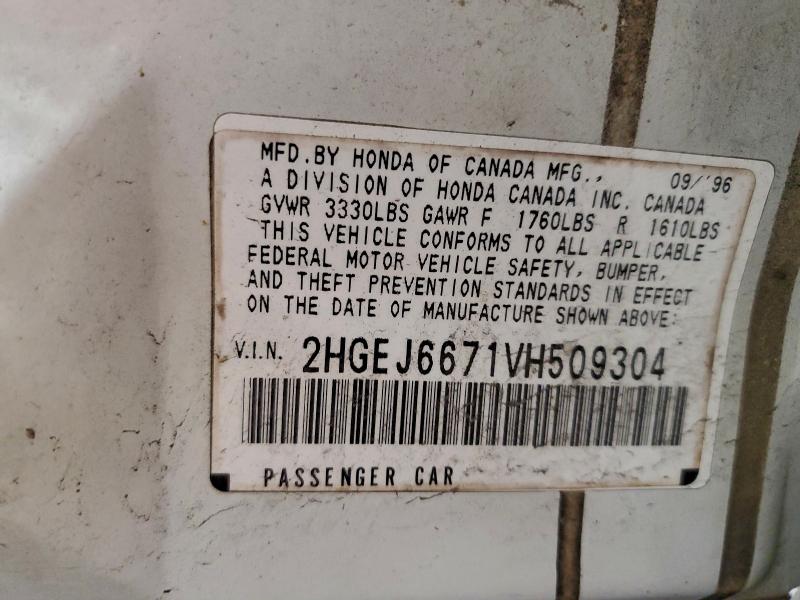 MFD.BY HONDA OF CANADA MFG., 09/'96
A DIVISION OF HONDA CANADA INC. CANADA
GVWR 3330LBS GAWR F 1760LBS R 1610LBS
THIS VEHICLE CONFORMS TO ALL APPLICABLE
FEDERAL MOTOR VEHICLE SAFETY, BUMPER,
AND THEFT PREVENTION STANDARDS IN EFFECT
ON THE DATE OF MANUFACTURE SHOWN ABOVE:
V.I.N. 2HGEJ6671VH509304
PASSENGER CAR